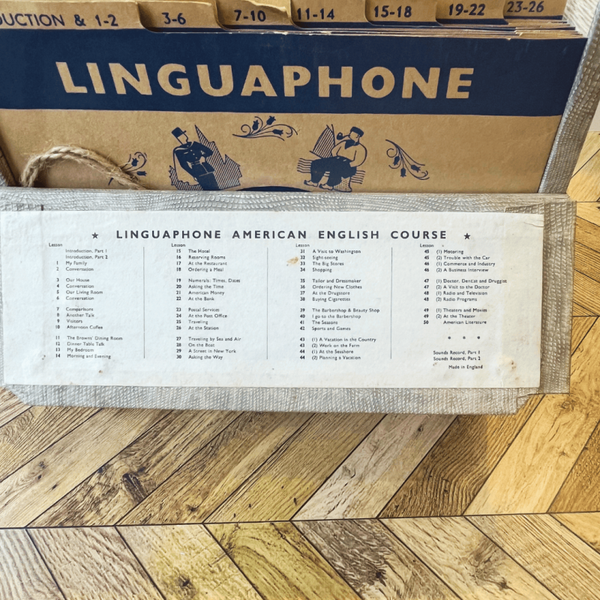 UCTION & 1-2
3-6
7-10
11-14
15-18
19-22
23-26
LINGUAPHONE
★ LINGUAPHONE AMERICAN ENGLISH COURSE ★
Lesson
Introduction, Part 1
Introduction, Part 2
1 My Family
2 Conversation
3 Our House
4 Conversation
5 Our Living Room
6 Conversation
7
8 Another Talk
9 Visitors
10 Afternoon Coffee
11 The Browns' Dining Room
12 Dinner Table Talk
13 My Bedroom
14 Morning and Evening
Lesson
15 The Hotel
16 Reserving Rooms
17 At the Restaurant
18 Ordering a Meal
19 Numerals: Times, Dates
20 Asking the Time
21 American Money
22 At the Bank
23 Postal Services
24 At the Post Office
25 Traveling
26 At the Station
27 Traveling by Sea and Air
28 On the Boat
29 A Street in New York
30 Asking the Way
Lesson
31 A Visit to Washington
32 Sight-seeing
33 The Big Stores
34 Shopping
35 Tailor and Dressmaker
36 Ordering New Clothes
37 At the Drugstore
38 Buying Cigarettes
39 The Barbershop & Beauty Shop
40 I go to the Barbershop
41 The Seasons
42 Sports and Games
43 (1) A Vacation in the Country
43 (2) Work on the Farm
44 (1) At the Seashore
44 (2) Planning a Vacation
Lesson
45 (1) Motoring
45 (2) Trouble with the Car
46 (1) Commerce and Industry
46 (2) A Business Interview
47 (1) Doctor, Dentist and Druggist
47 (2) A Visit to the Doctor
48 (1) Radio and Television
48 (2) Radio Programs
49 (1) Theaters and Movies
49 (2) At the Theater
50 American Literature
* * *
Sounds Record, Part 1
Sounds Record, Part 2
Made in England